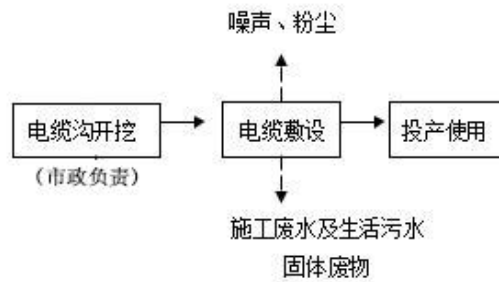 噪声、粉尘
电缆沟开挖
电缆敷设
投产使用
（市政负责）
施工废水及生活污水
固体废物